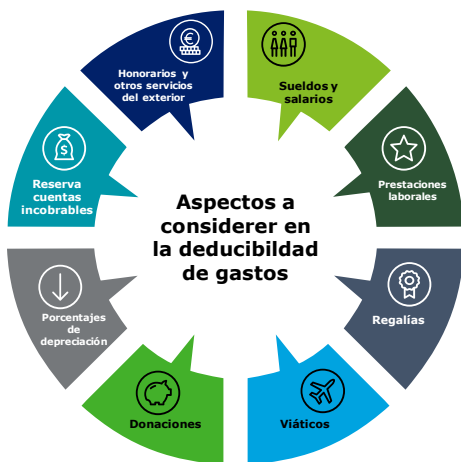 Aspectos a
considerer en
la deducibildad
de gastos
Sueldos y
salarios
Prestaciones
laborales
Regalías
Viáticos
Donaciones
Porcentajes
de
depreciación
Reserva
cuentas
incobrables
Honorarios y
otros servicios
del exterior